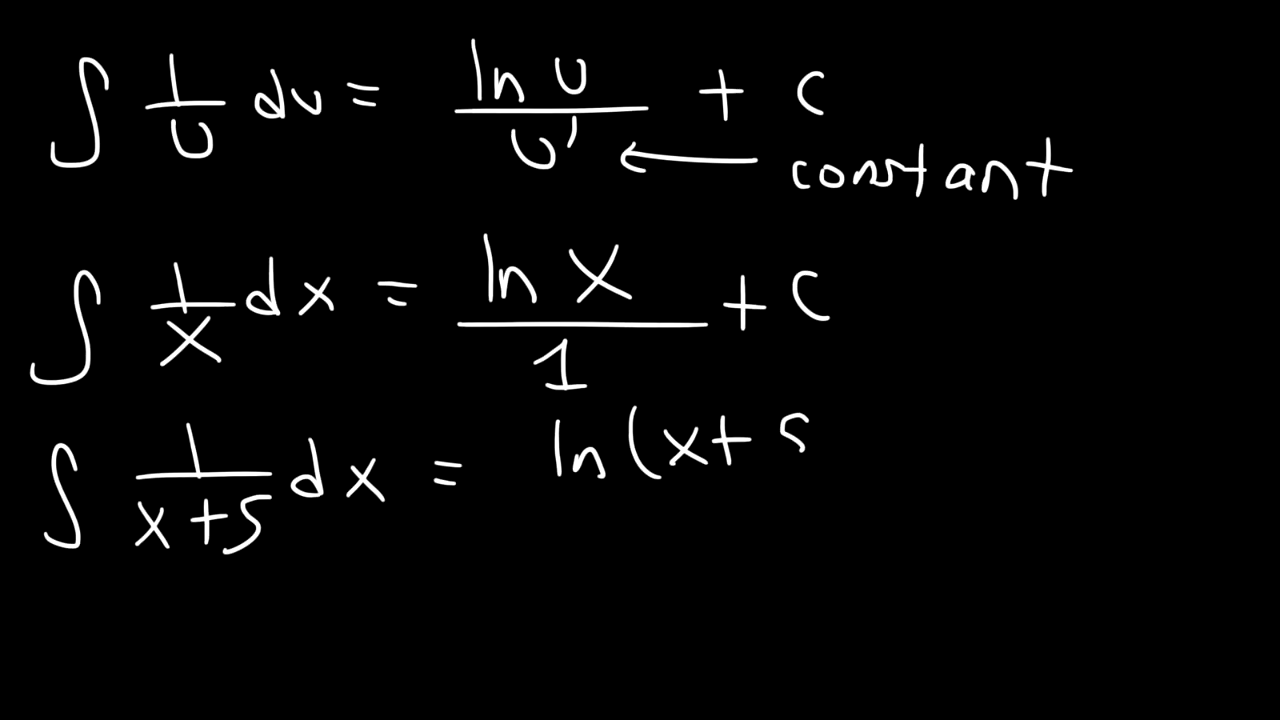 ∫ 1/u du = ln u / u' + c
← constant
∫ 1/x dx = ln x / 1 + c
∫ 1/(x+5) dx = ln(x+5